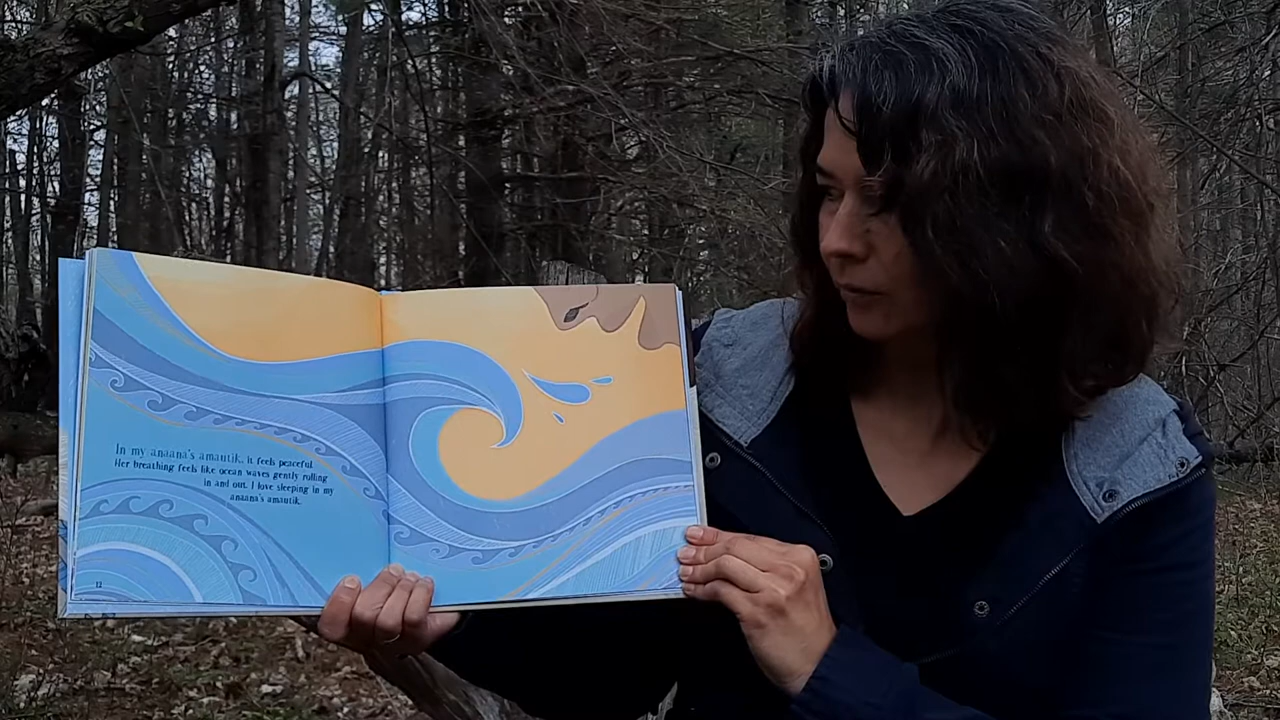 In my anaana's amautik, it feels peaceful.
Her breathing feels like ocean waves gently rolling
in and out. I love sleeping in my
anaana's amautik.
12